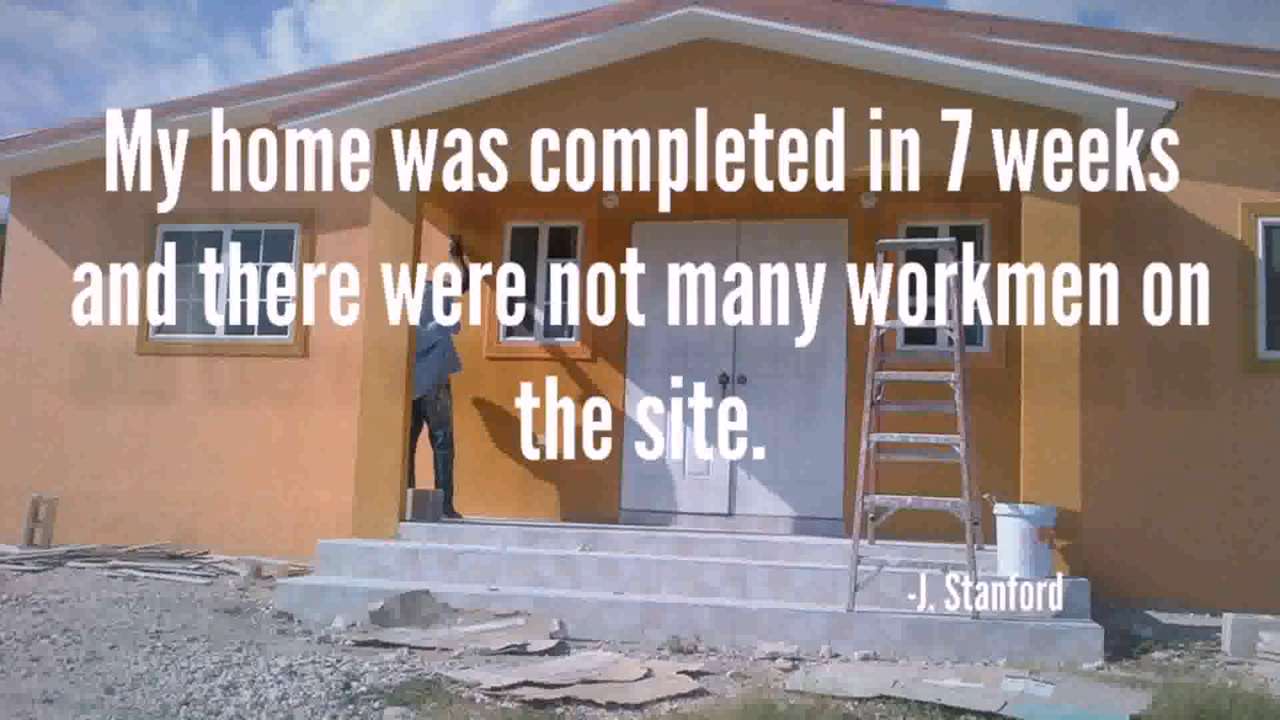 My home was completed in 7 weeks
and there were not many workmen on
the site.
-J. Stanford